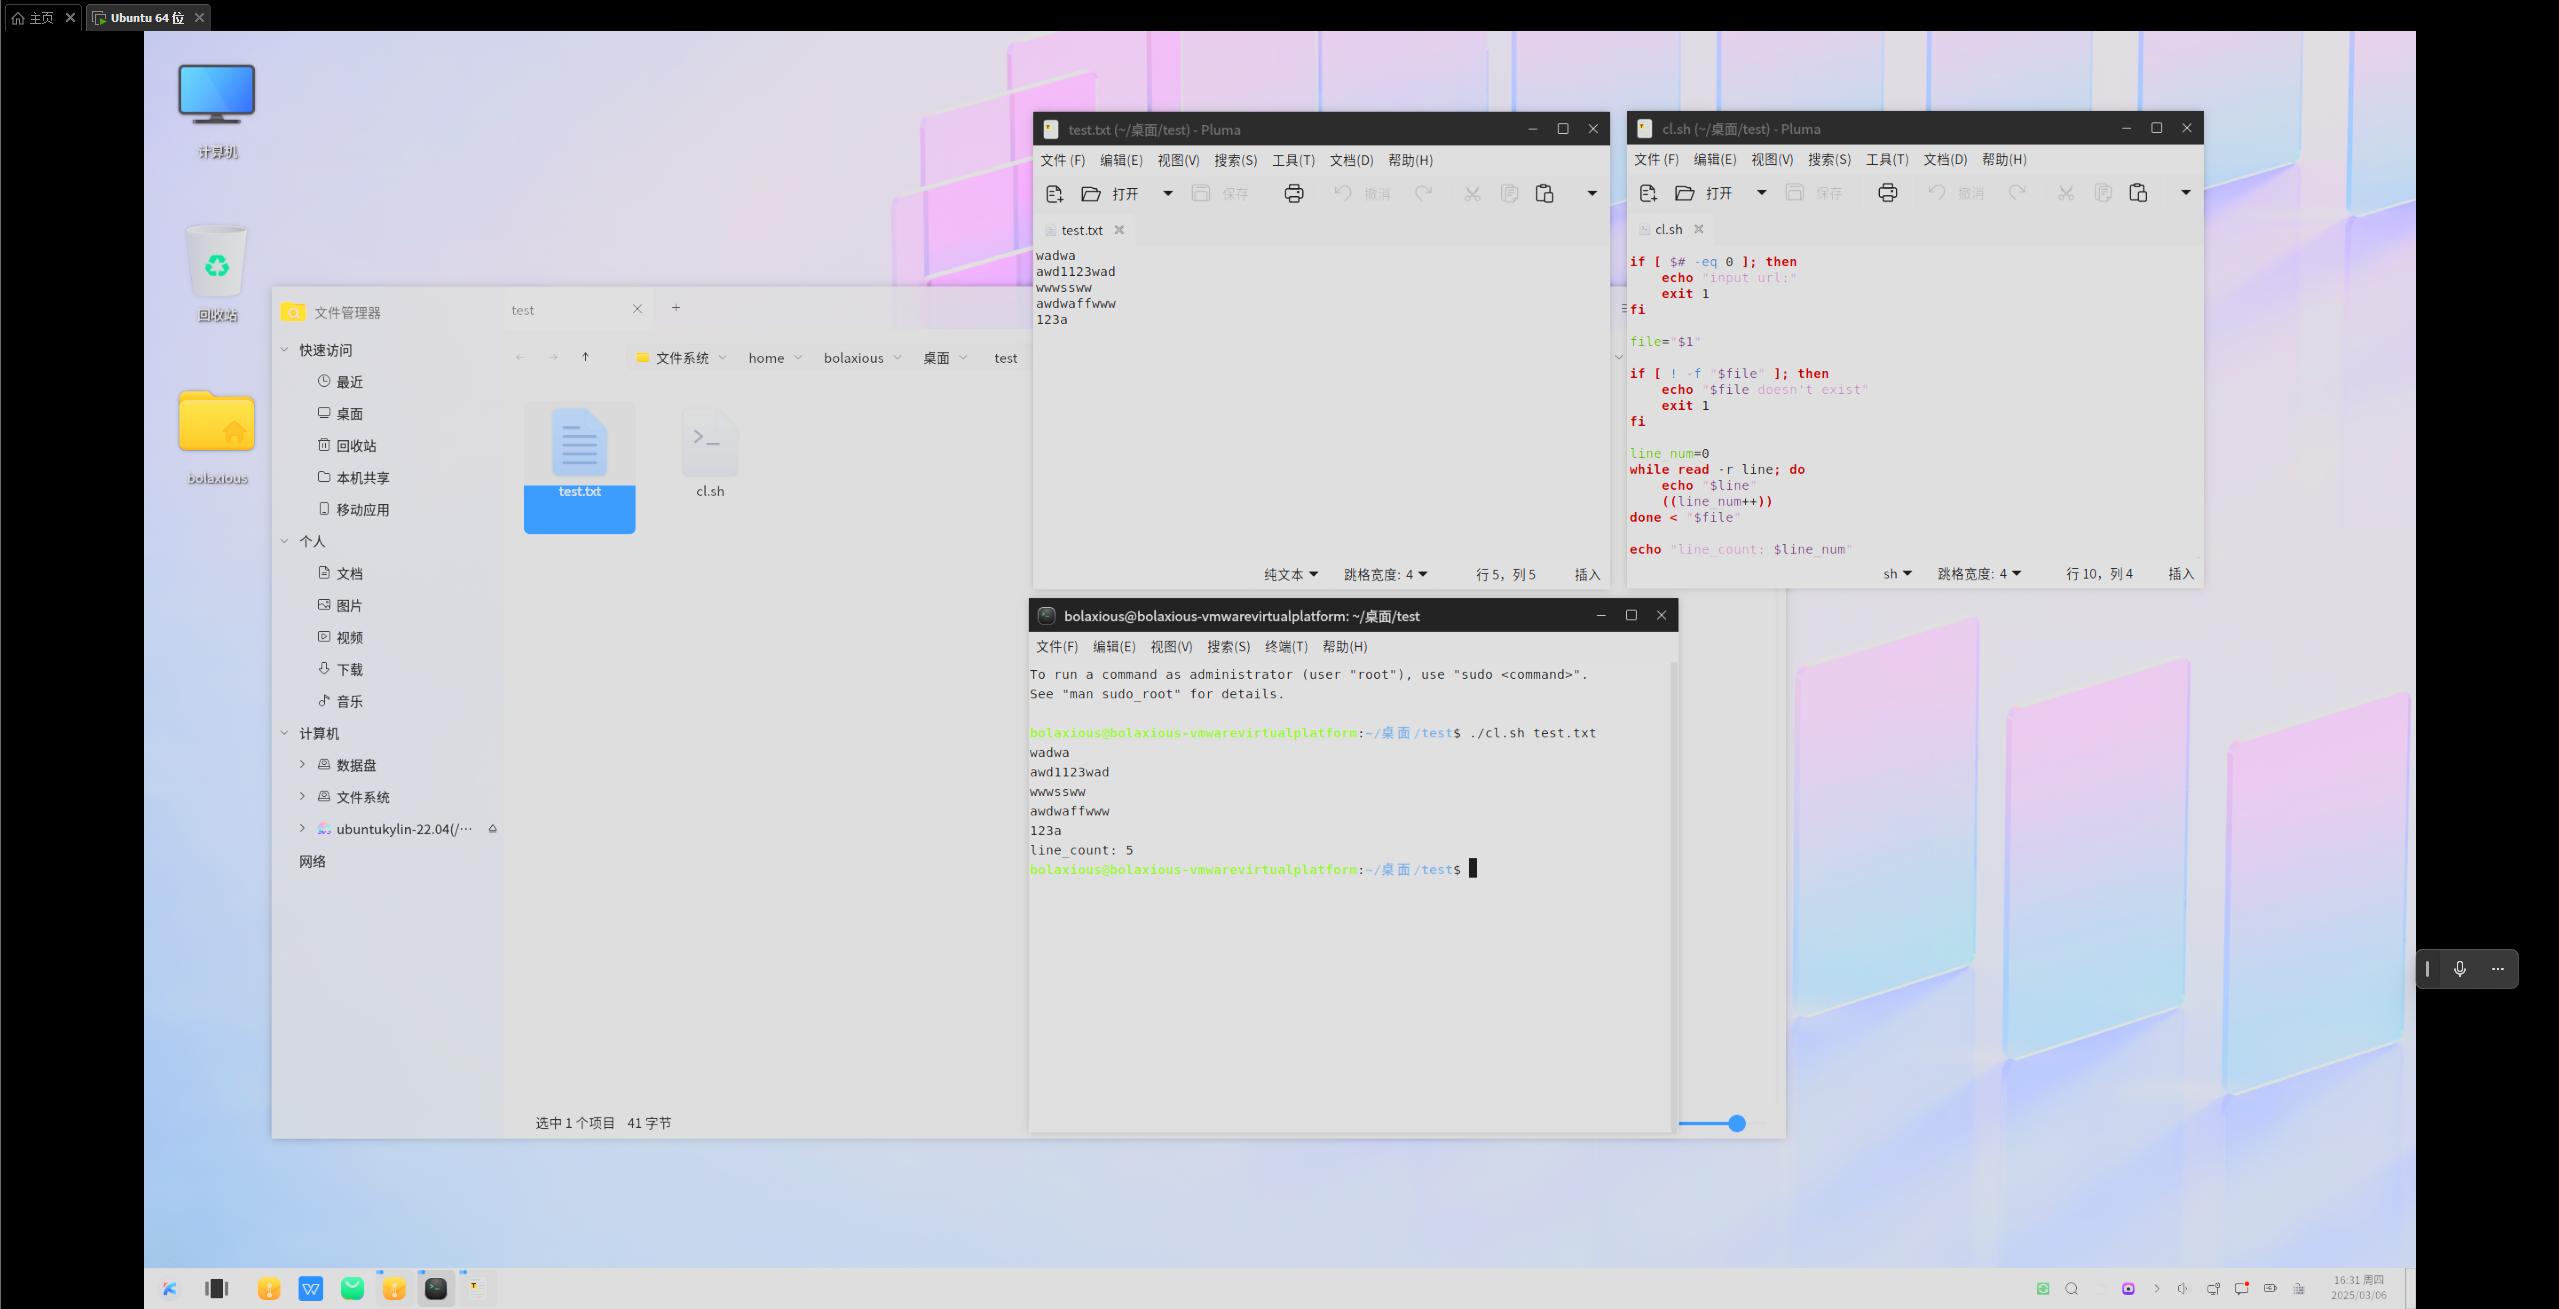 主页
Ubuntu 64 位
计算机
回收站
bolaxious
文件管理器
test
快速访问
最近
桌面
回收站
本机共享
移动应用
个人
文档
图片
视频
下载
音乐
计算机
数据盘
文件系统
ubuntukylin-22.04(/···
网络
文件系统
home
bolaxious
桌面
test
test.txt
cl.sh
选中 1 个项目 41 字节
test.txt (~/桌面/test) - Pluma
文件 (F) 编辑(E) 视图(V) 搜索(S) 工具(T) 文档(D) 帮助(H)
打开 保存 撤消
test.txt
wadwa
awd1123wad
wwwssww
awdwaffwww
123a
纯文本 跳格宽度: 4 行 5，列 5 插入
cl.sh (~/桌面/test) - Pluma
文件 (F) 编辑(E) 视图(V) 搜索(S) 工具(T) 文档(D) 帮助(H)
打开 保存 撤消
cl.sh
if [ $# -eq 0 ]; then
    echo "input url:"
    exit 1
fi
file="$1"
if [ ! -f "$file" ]; then
    echo "$file doesn't exist"
    exit 1
fi
line_num=0
while read -r line; do
    echo "$line"
    ((line_num++))
done < "$file"
echo "line_count: $line_num"
sh 跳格宽度: 4 行 10，列 4 插入
bolaxious@bolaxious-vmwarevirtualplatform: ~/桌面/test
文件(F) 编辑(E) 视图(V) 搜索(S) 终端(T) 帮助(H)
To run a command as administrator (user "root"), use "sudo <command>".
See "man sudo_root" for details.
bolaxious@bolaxious-vmwarevirtualplatform:~/桌面/test$ ./cl.sh test.txt
wadwa
awd1123wad
wwwssww
awdwaffwww
123a
line_count: 5
bolaxious@bolaxious-vmwarevirtualplatform:~/桌面/test$
16:31 周四
2025/03/06